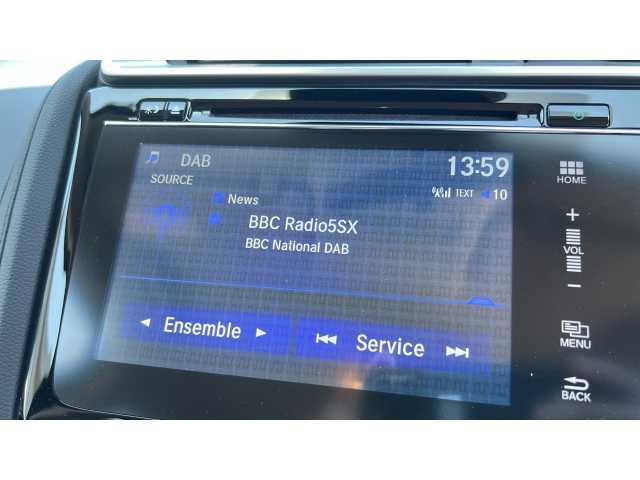 DAB
13:59
SOURCE
TEXT 10
News
BBC Radio5SX
BBC National DAB
Ensemble
Service
HOME
+
VOL
−
MENU
BACK